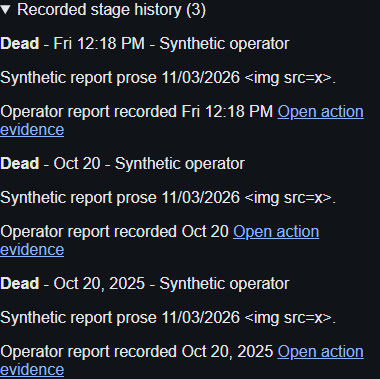 ▼ Recorded stage history (3)
Dead - Fri 12:18 PM - Synthetic operator
Synthetic report prose 11/03/2026 <img src=x>.
Operator report recorded Fri 12:18 PM Open action
evidence
Dead - Oct 20 - Synthetic operator
Synthetic report prose 11/03/2026 <img src=x>.
Operator report recorded Oct 20 Open action
evidence
Dead - Oct 20, 2025 - Synthetic operator
Synthetic report prose 11/03/2026 <img src=x>.
Operator report recorded Oct 20, 2025 Open action
evidence